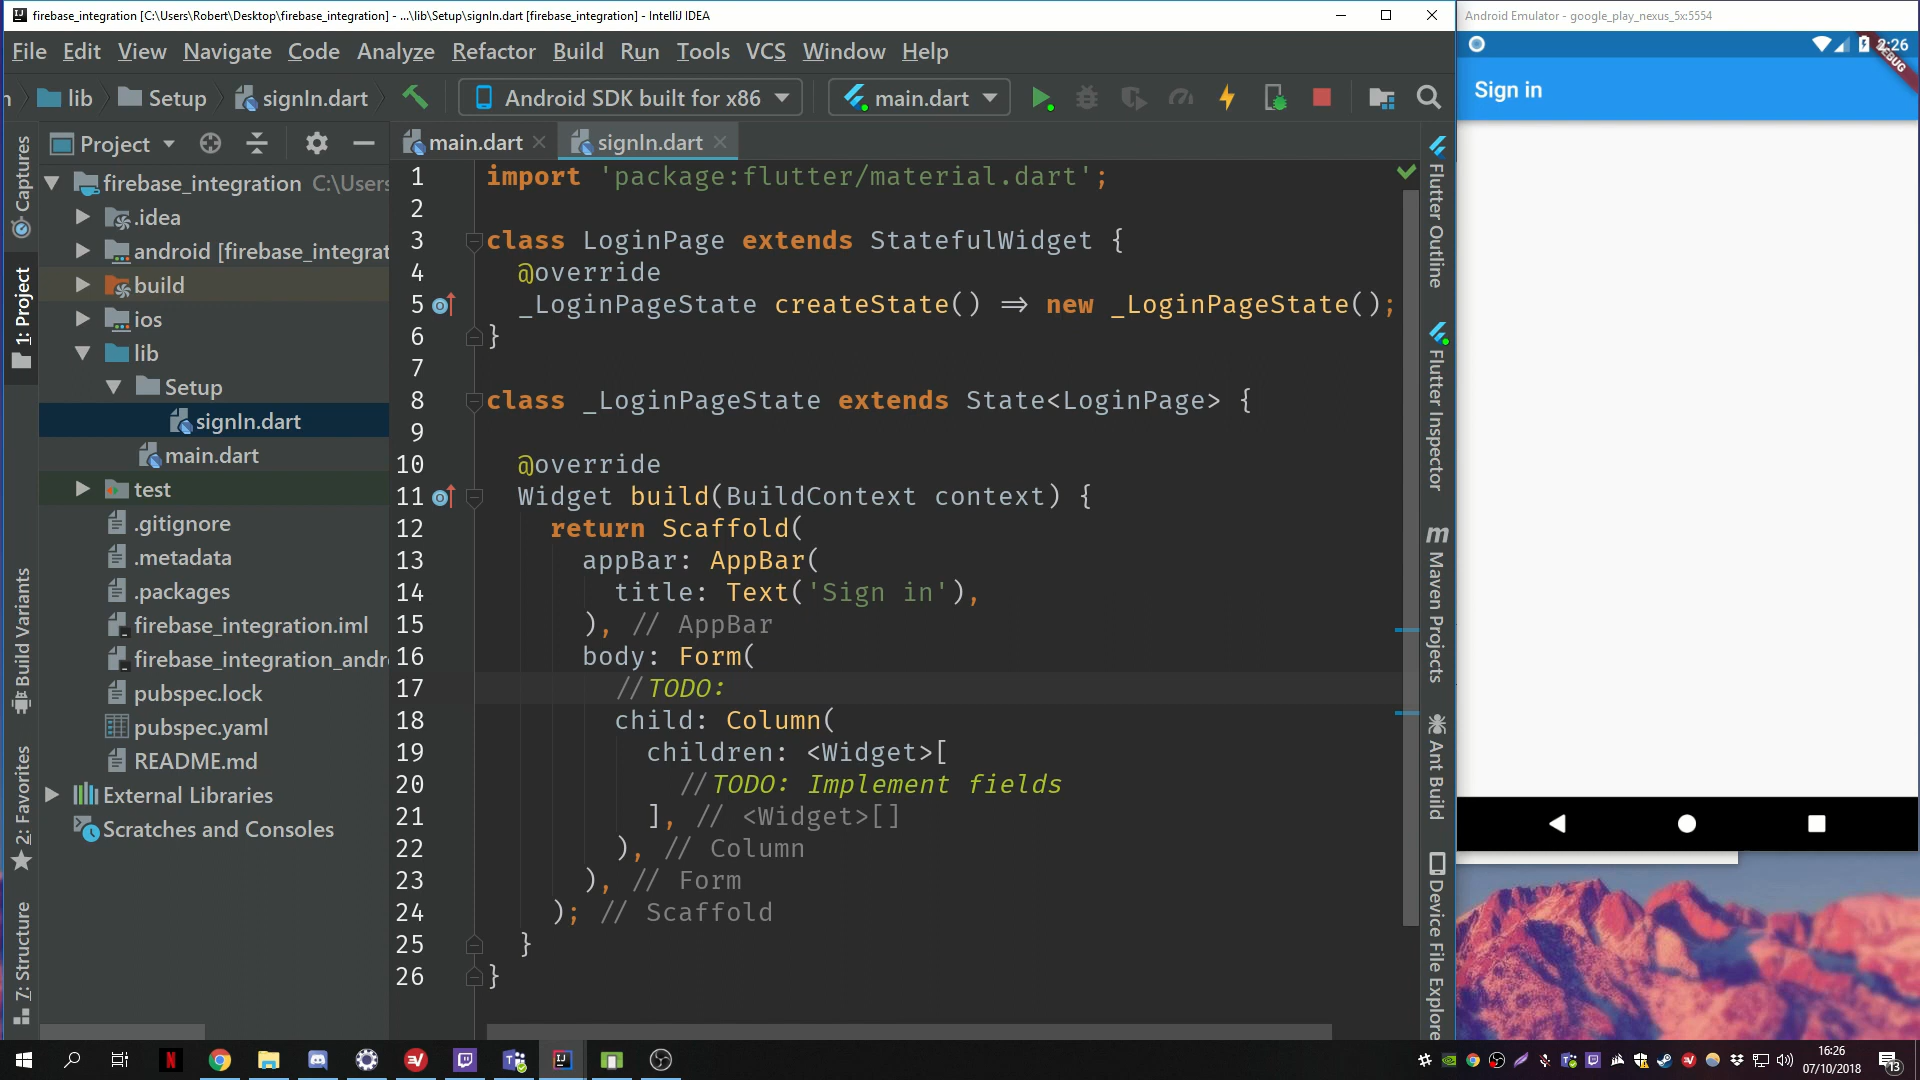 firebase_integration [C:\Users\Robert\Desktop\firebase_integration] - ...\lib\Setup\signIn.dart [firebase_integration] - IntelliJ IDEA
File Edit View Navigate Code Analyze Refactor Build Run Tools VCS Window Help
lib Setup signIn.dart Android SDK built for x86 main.dart
Project
main.dart signIn.dart
firebase_integration C:\Users
.idea
android [firebase_integrat
build
ios
lib
Setup
signIn.dart
main.dart
test
.gitignore
.metadata
.packages
firebase_integration.iml
firebase_integration_andr
pubspec.lock
pubspec.yaml
README.md
External Libraries
Scratches and Consoles
Captures
1: Project
Build Variants
2: Favorites
7: Structure
1 import 'package:flutter/material.dart';
2
3 class LoginPage extends StatefulWidget {
4 @override
5 _LoginPageState createState() => new _LoginPageState();
6 }
7
8 class _LoginPageState extends State<LoginPage> {
9
10 @override
11 Widget build(BuildContext context) {
12 return Scaffold(
13 appBar: AppBar(
14 title: Text('Sign in'),
15 ), // AppBar
16 body: Form(
17 //TODO:
18 child: Column(
19 children: <Widget>[
20 //TODO: Implement fields
21 ], // <Widget>[]
22 ), // Column
23 ), // Form
24 ); // Scaffold
25 }
26 }
Flutter Outline
Flutter Inspector
Maven Projects
Ant Build
Device File Explore
Android Emulator - google_play_nexus_5x:5554
:26
DEBUG
Sign in
16:26
07/10/2018
13